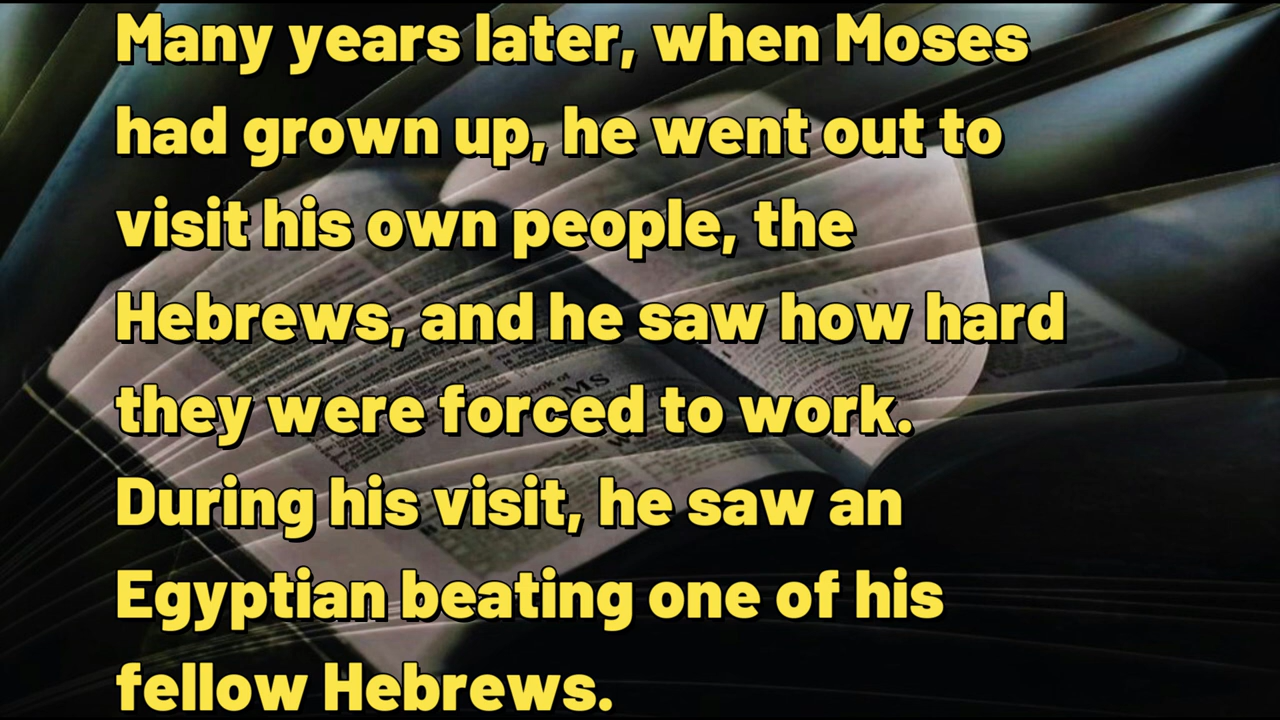 Many years later, when Moses
had grown up, he went out to
visit his own people, the
Hebrews, and he saw how hard
they were forced to work.
During his visit, he saw an
Egyptian beating one of his
fellow Hebrews.